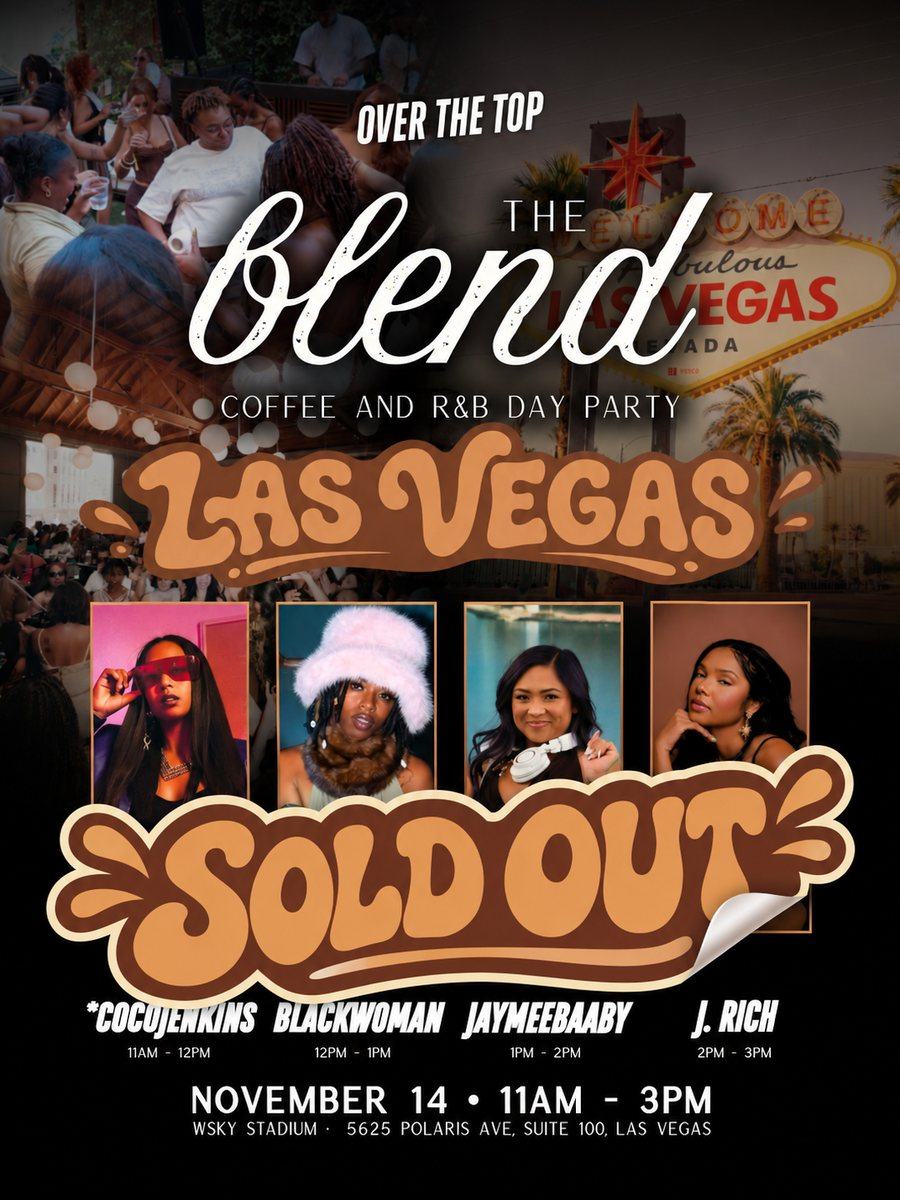 OVER THE TOP
THE
blend
WELCOME
Fabulous
LAS VEGAS
NEVADA
COFFEE AND R&B DAY PARTY
LAS VEGAS
SOLD OUT
*COCOJENKINS BLACKWOMAN JAYMEEBAABY J. RICH
11AM - 12PM 12PM - 1PM 1PM - 2PM 2PM - 3PM
NOVEMBER 14 • 11AM - 3PM
WSKY STADIUM · 5625 POLARIS AVE, SUITE 100, LAS VEGAS